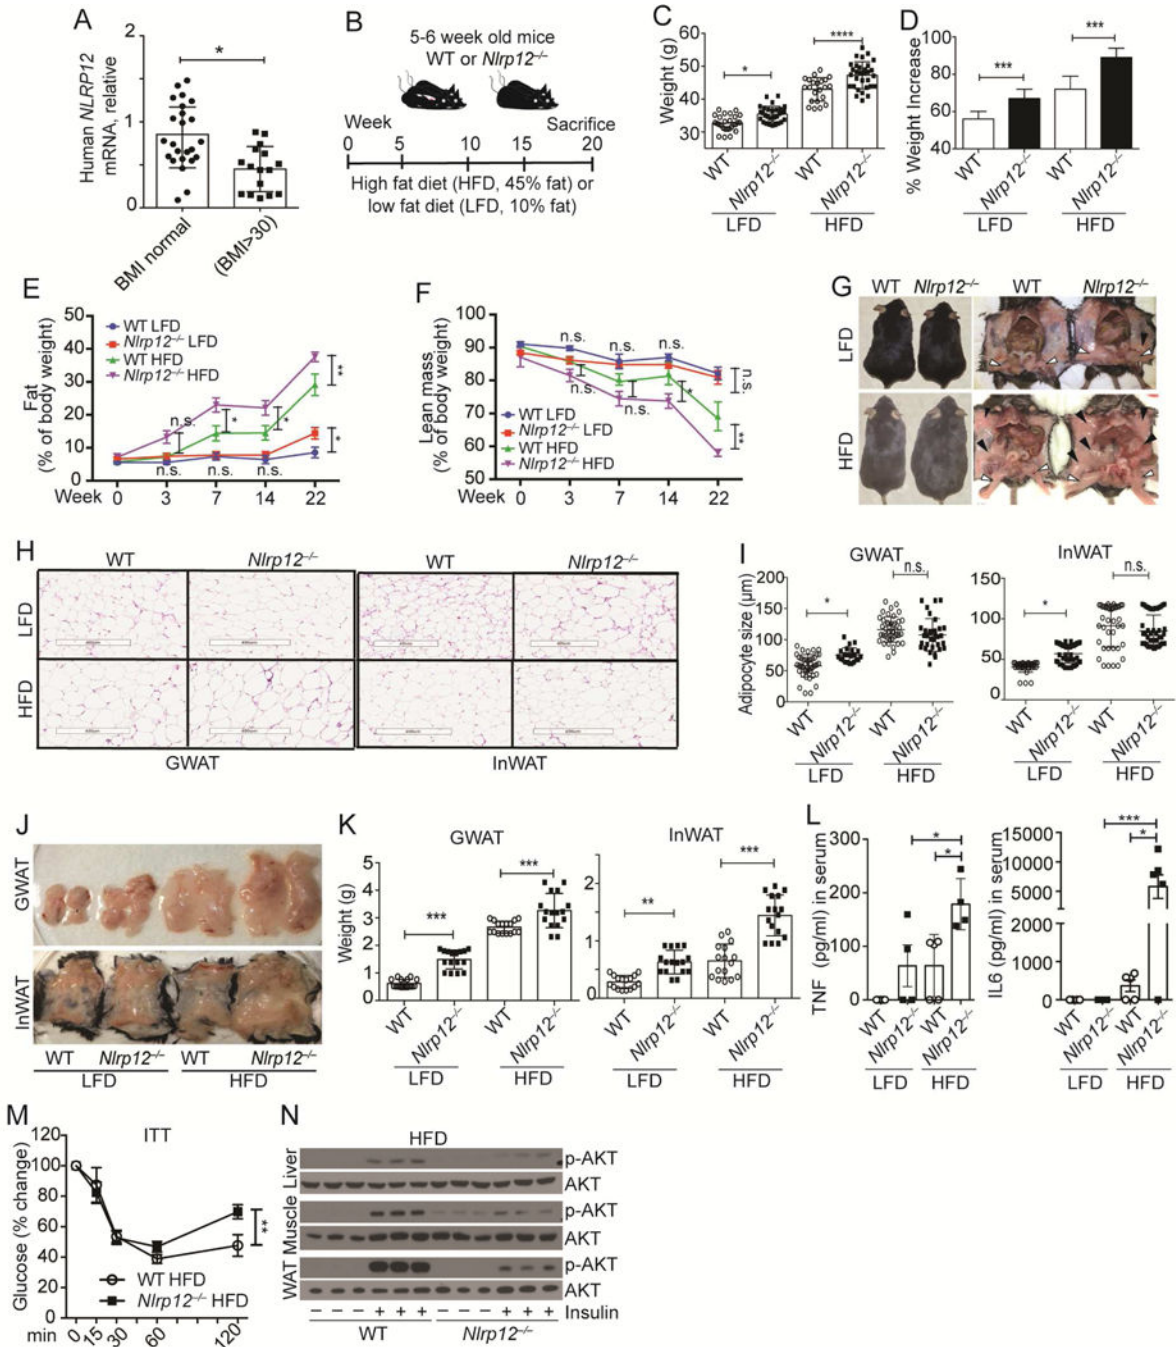 A
Human NLRP12
mRNA, relative
2
1
0
*
BMI normal
(BMI>30)
B
5-6 week old mice
WT or Nlrp12–/–
Week
Sacrifice
0 5 10 15 20
High fat diet (HFD, 45% fat) or
low fat diet (LFD, 10% fat)
C
Weight (g)
60
50
40
30
*
****
WT
Nlrp12–/–
WT
Nlrp12–/–
LFD
HFD
D
% Weight Increase
100
80
60
40
***
***
WT
Nlrp12–/–
WT
Nlrp12–/–
LFD
HFD
E
Fat
(% of body weight)
50
40
30
20
10
0
WT LFD
Nlrp12–/– LFD
WT HFD
Nlrp12–/– HFD
n.s.
*
*
**
*
n.s. n.s. n.s.
Week 0 3 7 14 22
F
Lean mass
(% of body weight)
100
90
80
70
60
50
n.s. n.s. n.s.
n.s. n.s. *
n.s.
**
WT LFD
Nlrp12–/– LFD
WT HFD
Nlrp12–/– HFD
Week 0 3 7 14 22
G
WT Nlrp12–/– WT Nlrp12–/–
LFD
HFD
H
WT Nlrp12–/– WT Nlrp12–/–
LFD
HFD
GWAT InWAT
I
GWAT
Adipocyte size (µm)
200
150
100
50
0
*
n.s.
WT
Nlrp12–/–
WT
Nlrp12–/–
LFD
HFD
InWAT
150
100
50
0
*
n.s.
WT
Nlrp12–/–
WT
Nlrp12–/–
LFD
HFD
J
GWAT
InWAT
WT Nlrp12–/– WT Nlrp12–/–
LFD HFD
K
GWAT
Weight (g)
5
4
3
2
1
0
***
***
WT
Nlrp12–/–
WT
Nlrp12–/–
LFD
HFD
InWAT
2
1
0
**
***
WT
Nlrp12–/–
WT
Nlrp12–/–
LFD
HFD
L
TNF (pg/ml) in serum
300
200
100
0
*
*
WT
Nlrp12–/–
WT
Nlrp12–/–
LFD
HFD
IL6 (pg/ml) in serum
15000
10000
5000
2000
1000
0
***
*
WT
Nlrp12–/–
WT
Nlrp12–/–
LFD
HFD
M
ITT
Glucose (% change)
120
100
80
60
40
20
0
**
WT HFD
Nlrp12–/– HFD
min 0 15 30 60 120
N
HFD
Liver
p-AKT
AKT
Muscle
p-AKT
AKT
WAT
p-AKT
AKT
– – – + + + – – – + + + Insulin
WT Nlrp12–/–